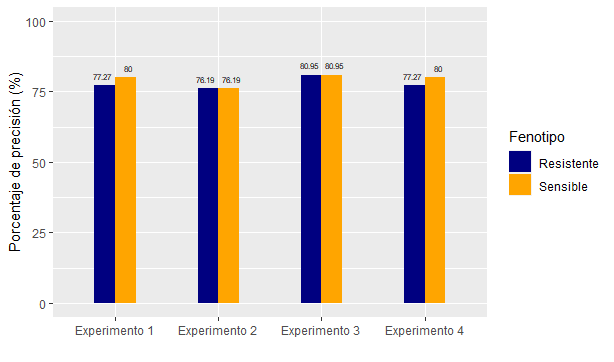 Porcentaje de precisión (%)
100
75
50
25
0
77.27 80
76.19 76.19
80.95 80.95
77.27 80
Experimento 1 Experimento 2 Experimento 3 Experimento 4
Fenotipo
Resistente
Sensible